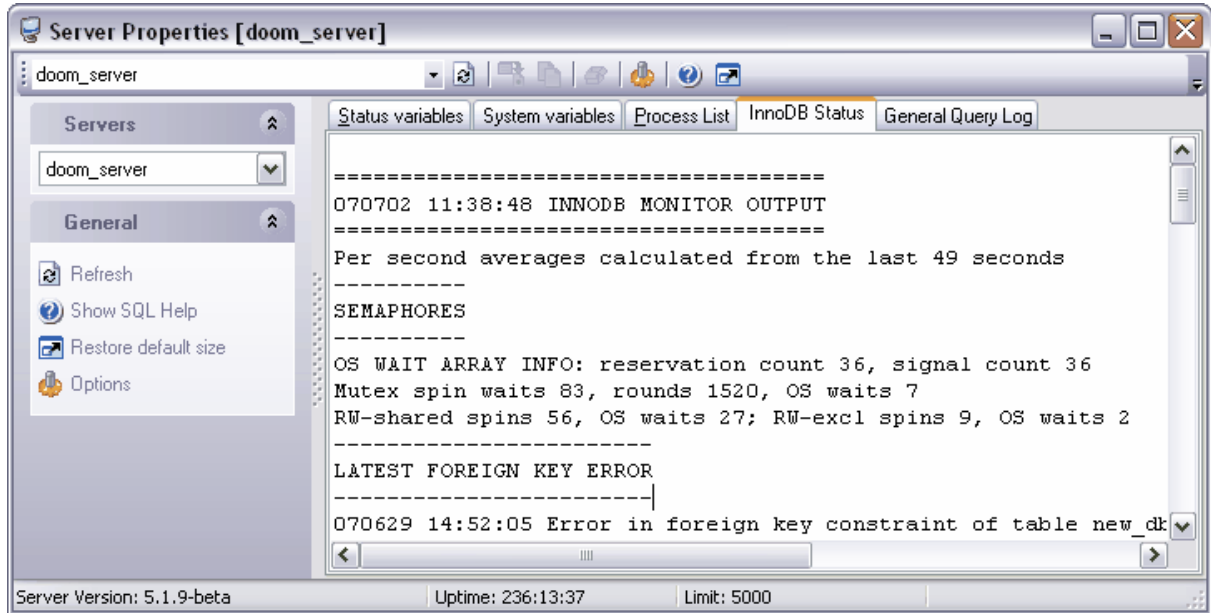 Server Properties [doom_server]
doom_server
Servers
doom_server
General
Refresh
Show SQL Help
Restore default size
Options
Status variables
System variables
Process List
InnoDB Status
General Query Log
=====================================
070702 11:38:48 INNODB MONITOR OUTPUT
=====================================
Per second averages calculated from the last 49 seconds
----------
SEMAPHORES
----------
OS WAIT ARRAY INFO: reservation count 36, signal count 36
Mutex spin waits 83, rounds 1520, OS waits 7
RW-shared spins 56, OS waits 27; RW-excl spins 9, OS waits 2
------------------------
LATEST FOREIGN KEY ERROR
------------------------
070629 14:52:05 Error in foreign key constraint of table new_dk
Server Version: 5.1.9-beta
Uptime: 236:13:37
Limit: 5000